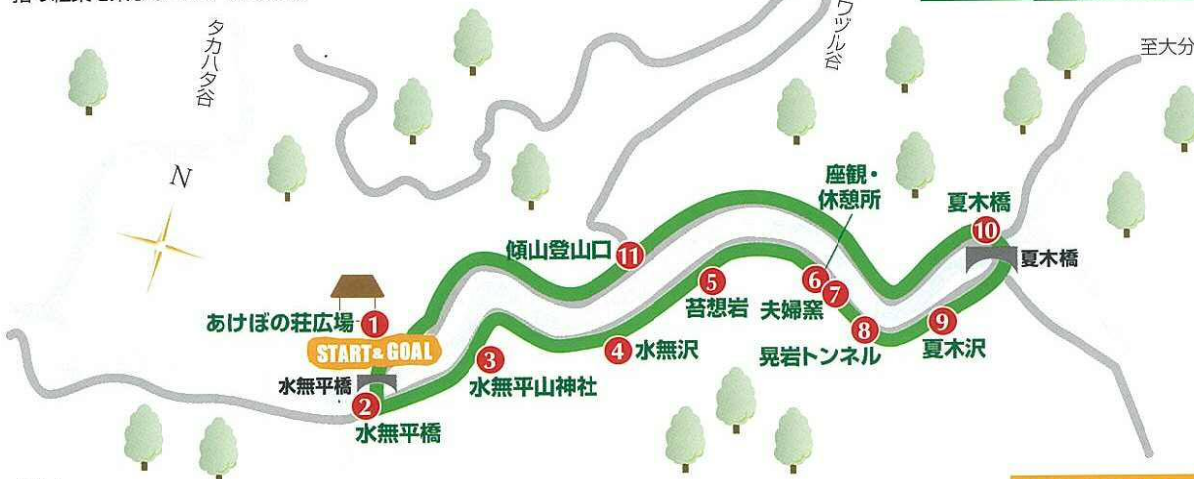 タカハタ谷
ワヅル谷
至大分
N
座観・
休憩所
夏木橋
10
夏木橋
傾山登山口
11
5
苔想岩
6
7
夫婦窯
8
晃岩トンネル
9
夏木沢
あけぼの荘広場
1
START & GOAL
3
水無平山神社
4
水無沢
水無平橋
2
水無平橋